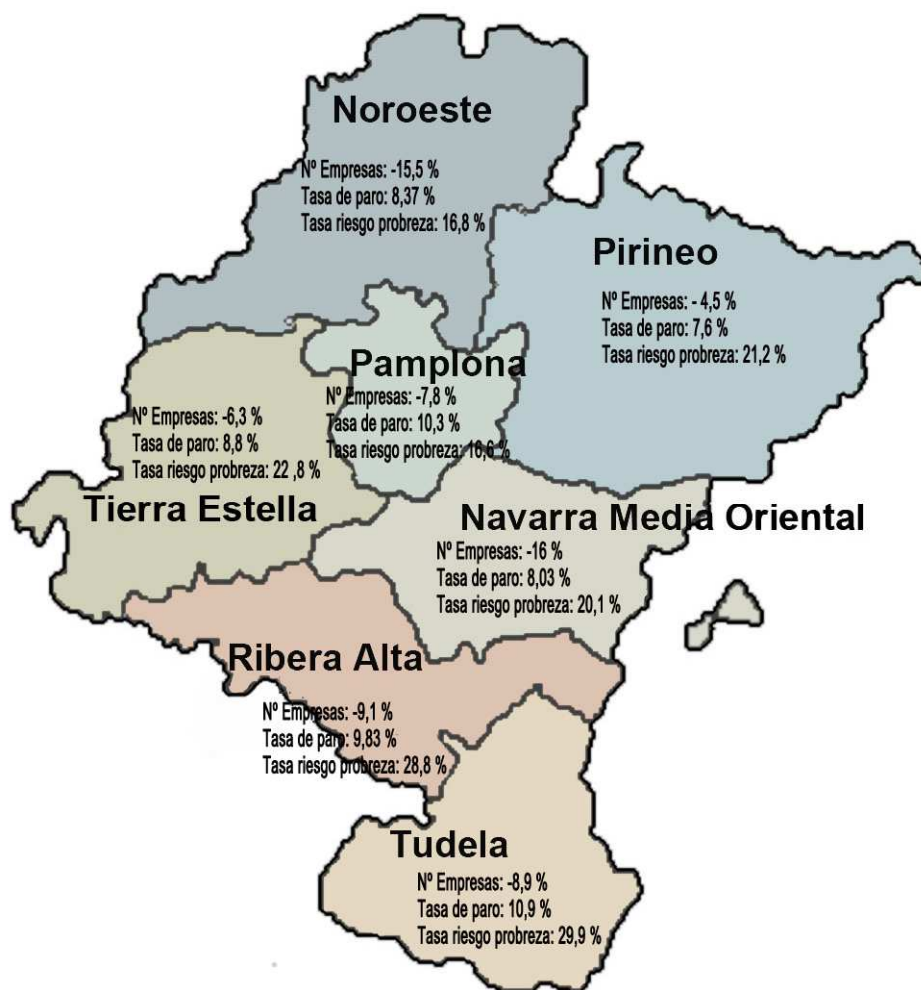 Noroeste
Nº Empresas: -15,5 %
Tasa de paro: 8,37 %
Tasa riesgo probreza: 16,8 %
Pirineo
Nº Empresas: - 4,5 %
Tasa de paro: 7,6 %
Tasa riesgo probreza: 21,2 %
Pamplona
Nº Empresas: -7,8 %
Tasa de paro: 10,3 %
Tasa riesgo probreza: 16,6 %
Nº Empresas: -6,3 %
Tasa de paro: 8,8 %
Tasa riesgo probreza: 22 ,8 %
Tierra Estella
Navarra Media Oriental
Nº Empresas: -16 %
Tasa de paro: 8,03 %
Tasa riesgo probreza: 20,1 %
Ribera Alta
Nº Empresas: -9,1 %
Tasa de paro: 9,83 %
Tasa riesgo probreza: 28,8 %
Tudela
Nº Empresas: -8,9 %
Tasa de paro: 10,9 %
Tasa riesgo probreza: 29,9 %